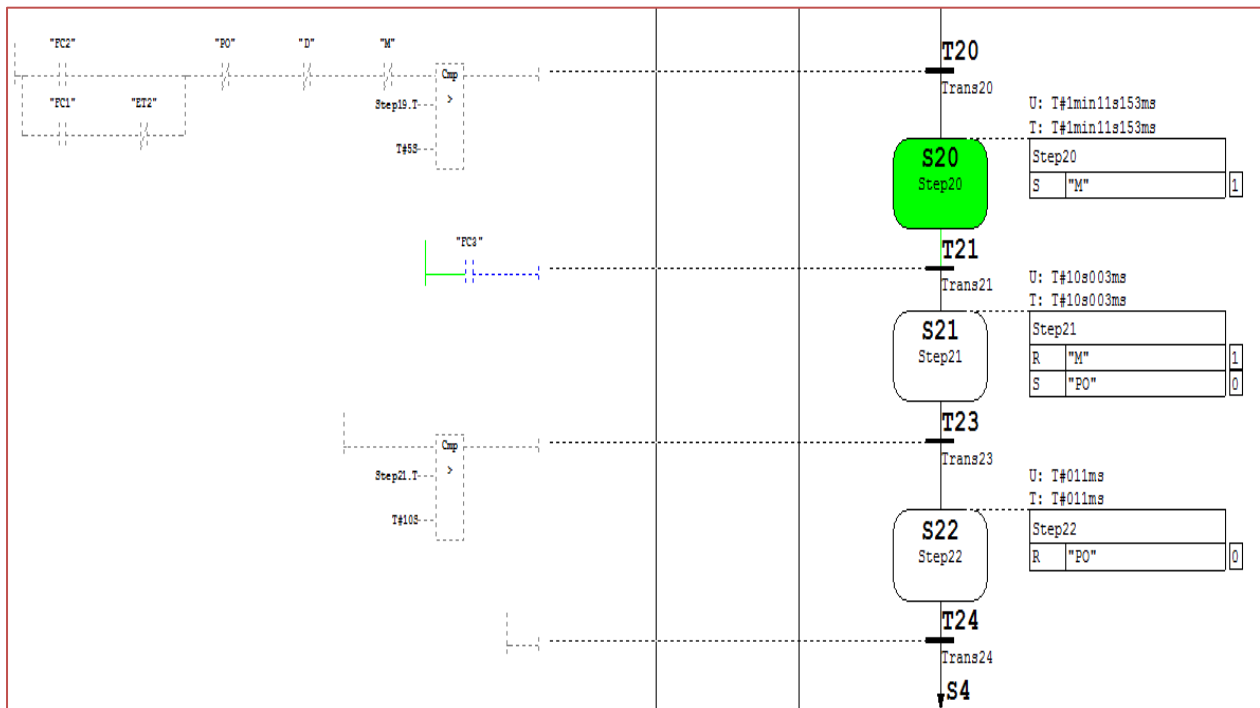 "FC2" "PO" "D" "M"
Cmp
>
"FC1" "ET2"
Step19.T
T#5S
T20
Trans20
U: T#1min11s153ms
T: T#1min11s153ms
S20
Step20
Step20
S "M" 1
"FC3"
T21
Trans21
U: T#10s003ms
T: T#10s003ms
S21
Step21
Step21
R "M" 1
S "PO" 0
Cmp
>
Step21.T
T#10S
T23
Trans23
U: T#011ms
T: T#011ms
S22
Step22
Step22
R "PO" 0
T24
Trans24
S4